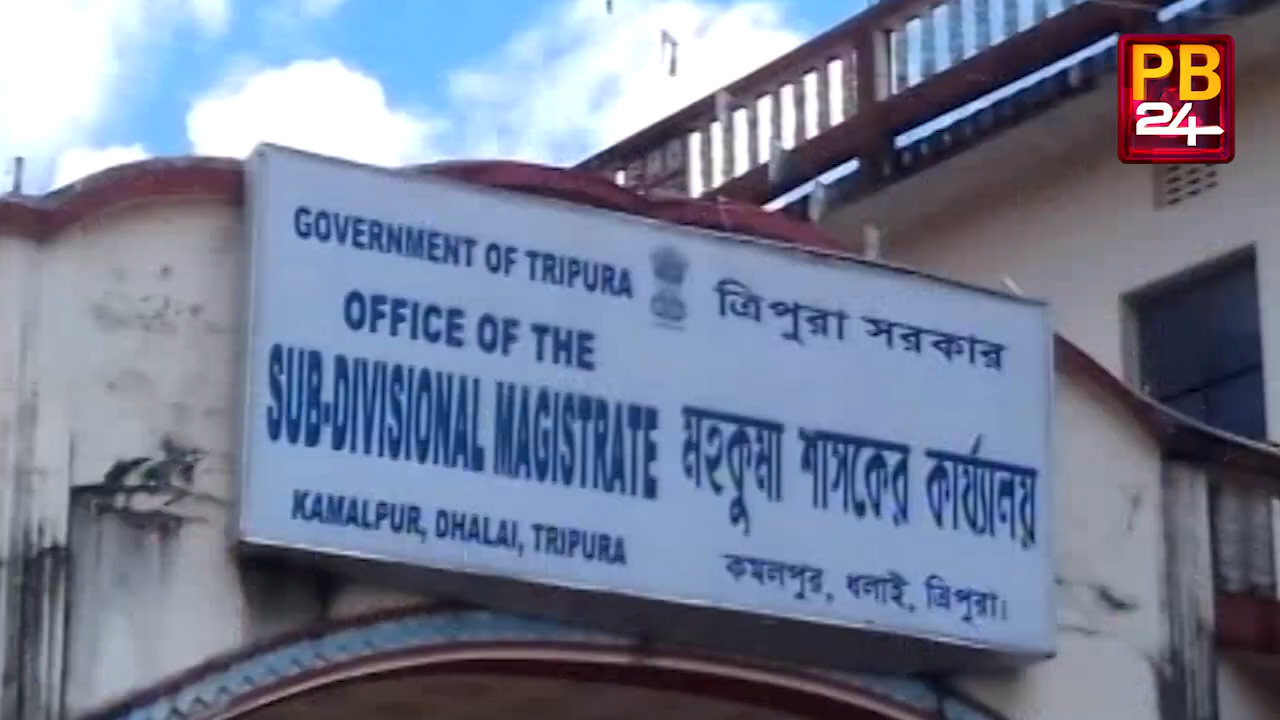 GOVERNMENT OF TRIPURA
OFFICE OF THE
SUB-DIVISIONAL MAGISTRATE
KAMALPUR, DHALAI, TRIPURA
ত্রিপুরা সরকার
মহকুমা শাসকের কার্য্যালয়
কমলপুর, ধলাই, ত্রিপুরা।
PB
24